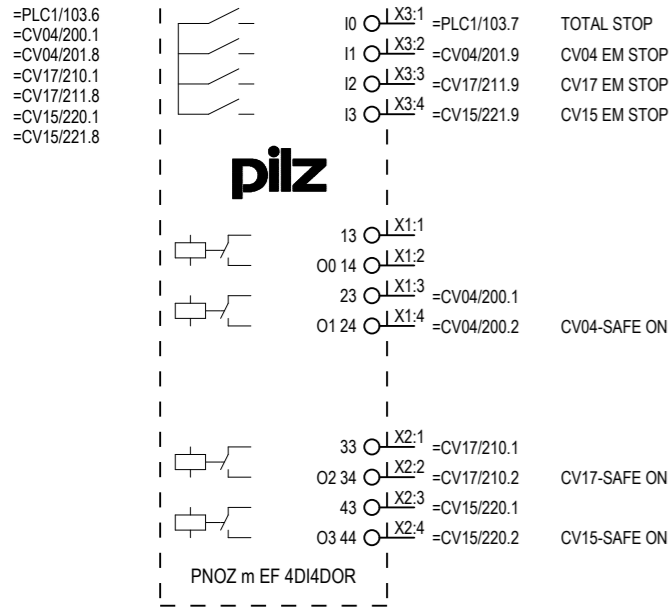 =PLC1/103.6
=CV04/200.1
=CV04/201.8
=CV17/210.1
=CV17/211.8
=CV15/220.1
=CV15/221.8
I0 X3:1 =PLC1/103.7 TOTAL STOP
I1 X3:2 =CV04/201.9 CV04 EM STOP
I2 X3:3 =CV17/211.9 CV17 EM STOP
I3 X3:4 =CV15/221.9 CV15 EM STOP
pilz
13 X1:1
O0 14 X1:2
23 X1:3 =CV04/200.1
O1 24 X1:4 =CV04/200.2 CV04-SAFE ON
33 X2:1 =CV17/210.1
O2 34 X2:2 =CV17/210.2 CV17-SAFE ON
43 X2:3 =CV15/220.1
O3 44 X2:4 =CV15/220.2 CV15-SAFE ON
PNOZ m EF 4DI4DOR